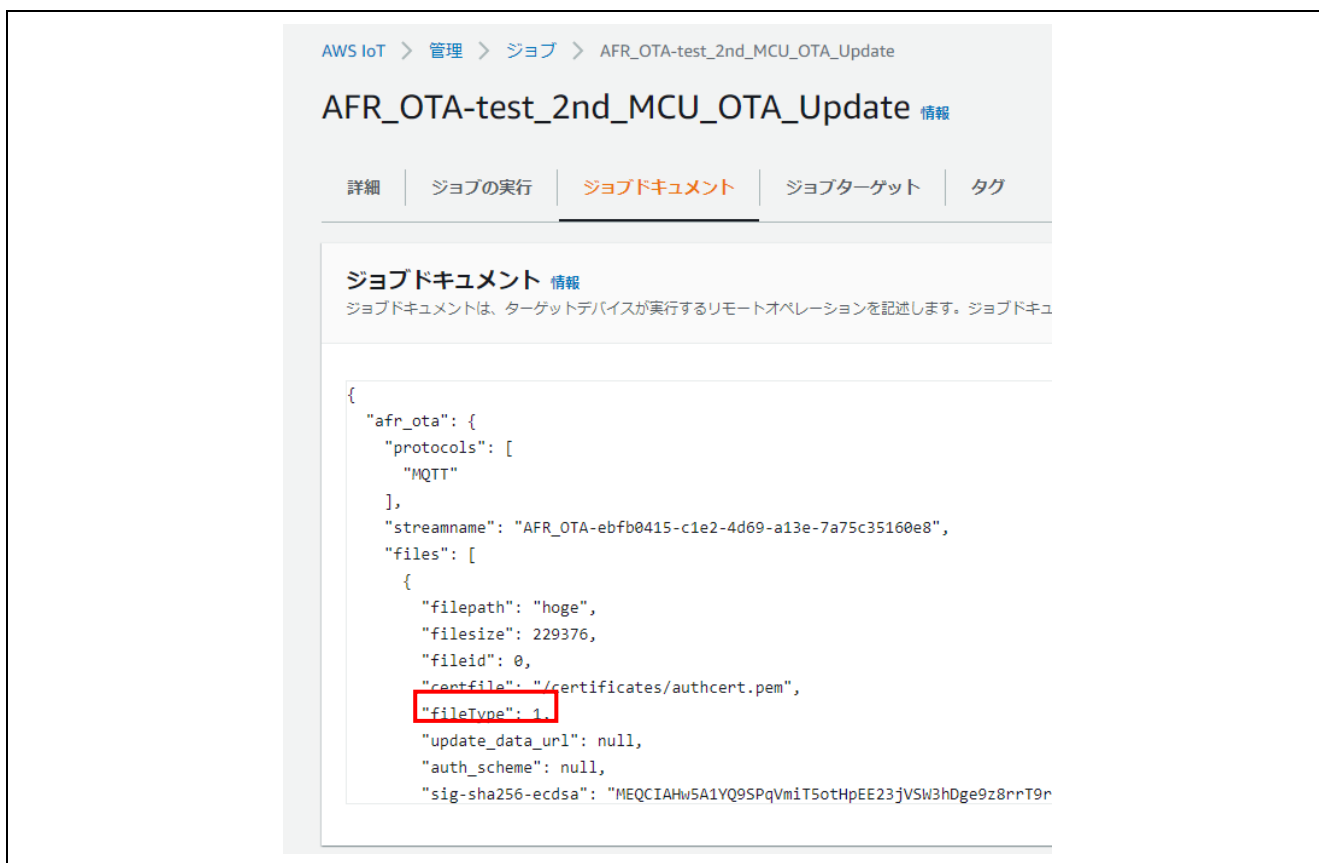 AWS IoT > 管理 > ジョブ > AFR_OTA-test_2nd_MCU_OTA_Update
AFR_OTA-test_2nd_MCU_OTA_Update 情報
詳細 ジョブの実行 ジョブドキュメント ジョブターゲット タグ
ジョブドキュメント 情報
ジョブドキュメントは、ターゲットデバイスが実行するリモートオペレーションを記述します。ジョブドキュ
{
"afr_ota": {
"protocols": [
"MQTT"
],
"streamname": "AFR_OTA-ebfb0415-c1e2-4d69-a13e-7a75c35160e8",
"files": [
{
"filepath": "hoge",
"filesize": 229376,
"fileid": 0,
"certfile": "/certificates/authcert.pem",
"fileType": 1,
"update_data_url": null,
"auth_scheme": null,
"sig-sha256-ecdsa": "MEQCIAHw5A1YQ9SPqVmiT5otHpEE23jVSW3hDge9z8rrT9r